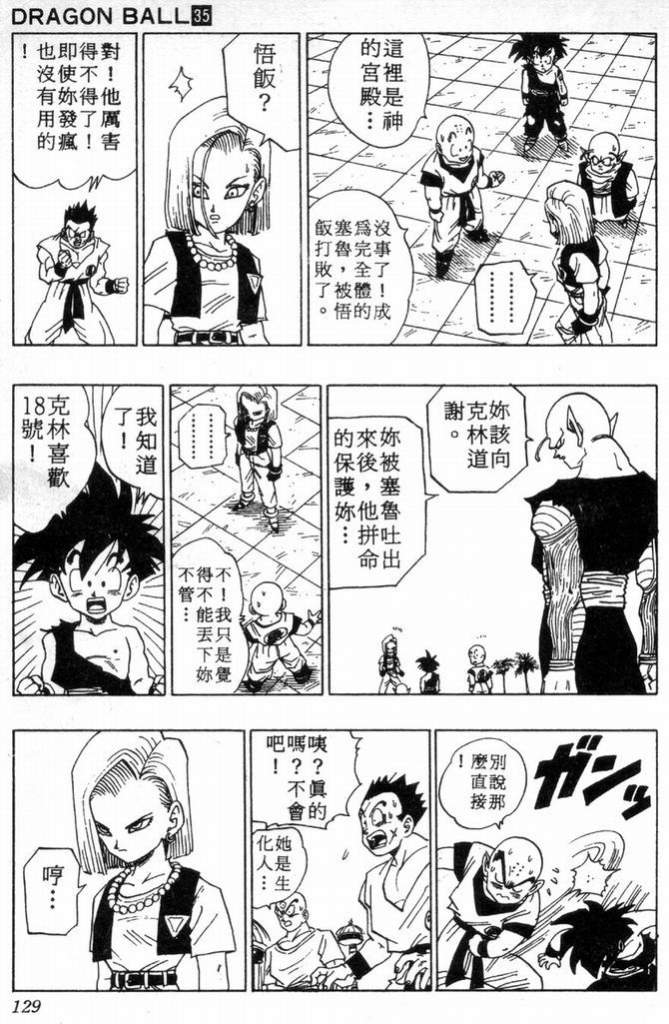 DRAGON BALL 35
這裡是神
的宮殿…
沒事了！成
爲完全體的
塞魯，被悟
飯打敗了。
………
悟飯？
對！他厲害
得不得了！
即使妳發瘋
也沒有用的
！
妳該向
克林道
謝。
妳被塞魯吐出
來後，他拼命
的保護妳…
………
不！我只是覺
得不能丟下妳
不管…
我知道
了！
克林喜歡
18號！
別說那
麼直接
！
ガンッ
咦？眞的
嗎？不會
吧！
她是生
化人…
哼…
129